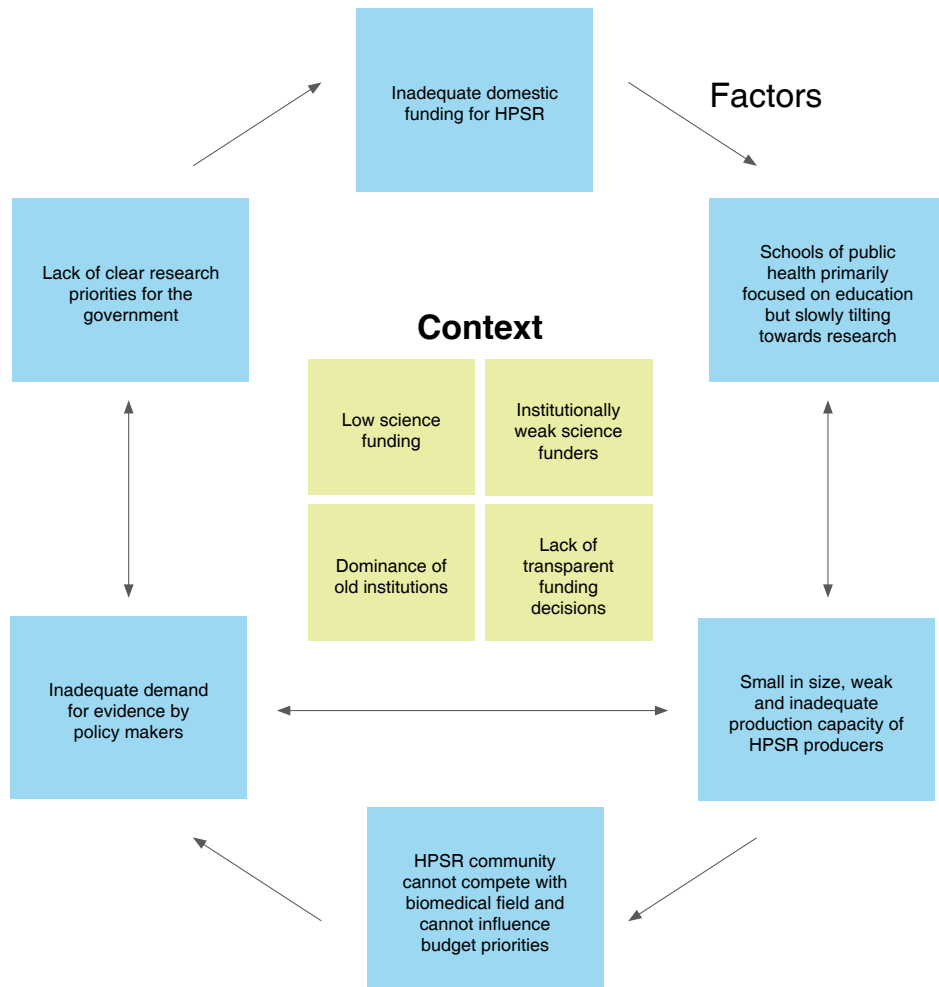 Inadequate domestic
funding for HPSR
Factors
Lack of clear research
priorities for the
government
Schools of public
health primarily
focused on education
but slowly tilting
towards research
Context
Low science
funding
Institutionally
weak science
funders
Dominance of
old institutions
Lack of
transparent
funding
decisions
Inadequate demand
for evidence by
policy makers
Small in size, weak
and inadequate
production capacity of
HPSR producers
HPSR community
cannot compete with
biomedical field and
cannot influence
budget priorities